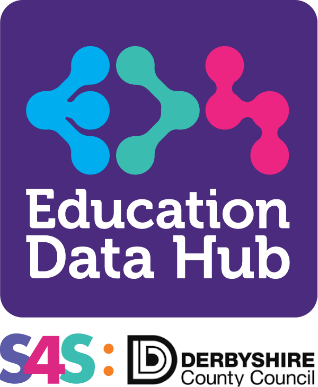 Education
Data Hub
S4S:
DERBYSHIRE
County Council